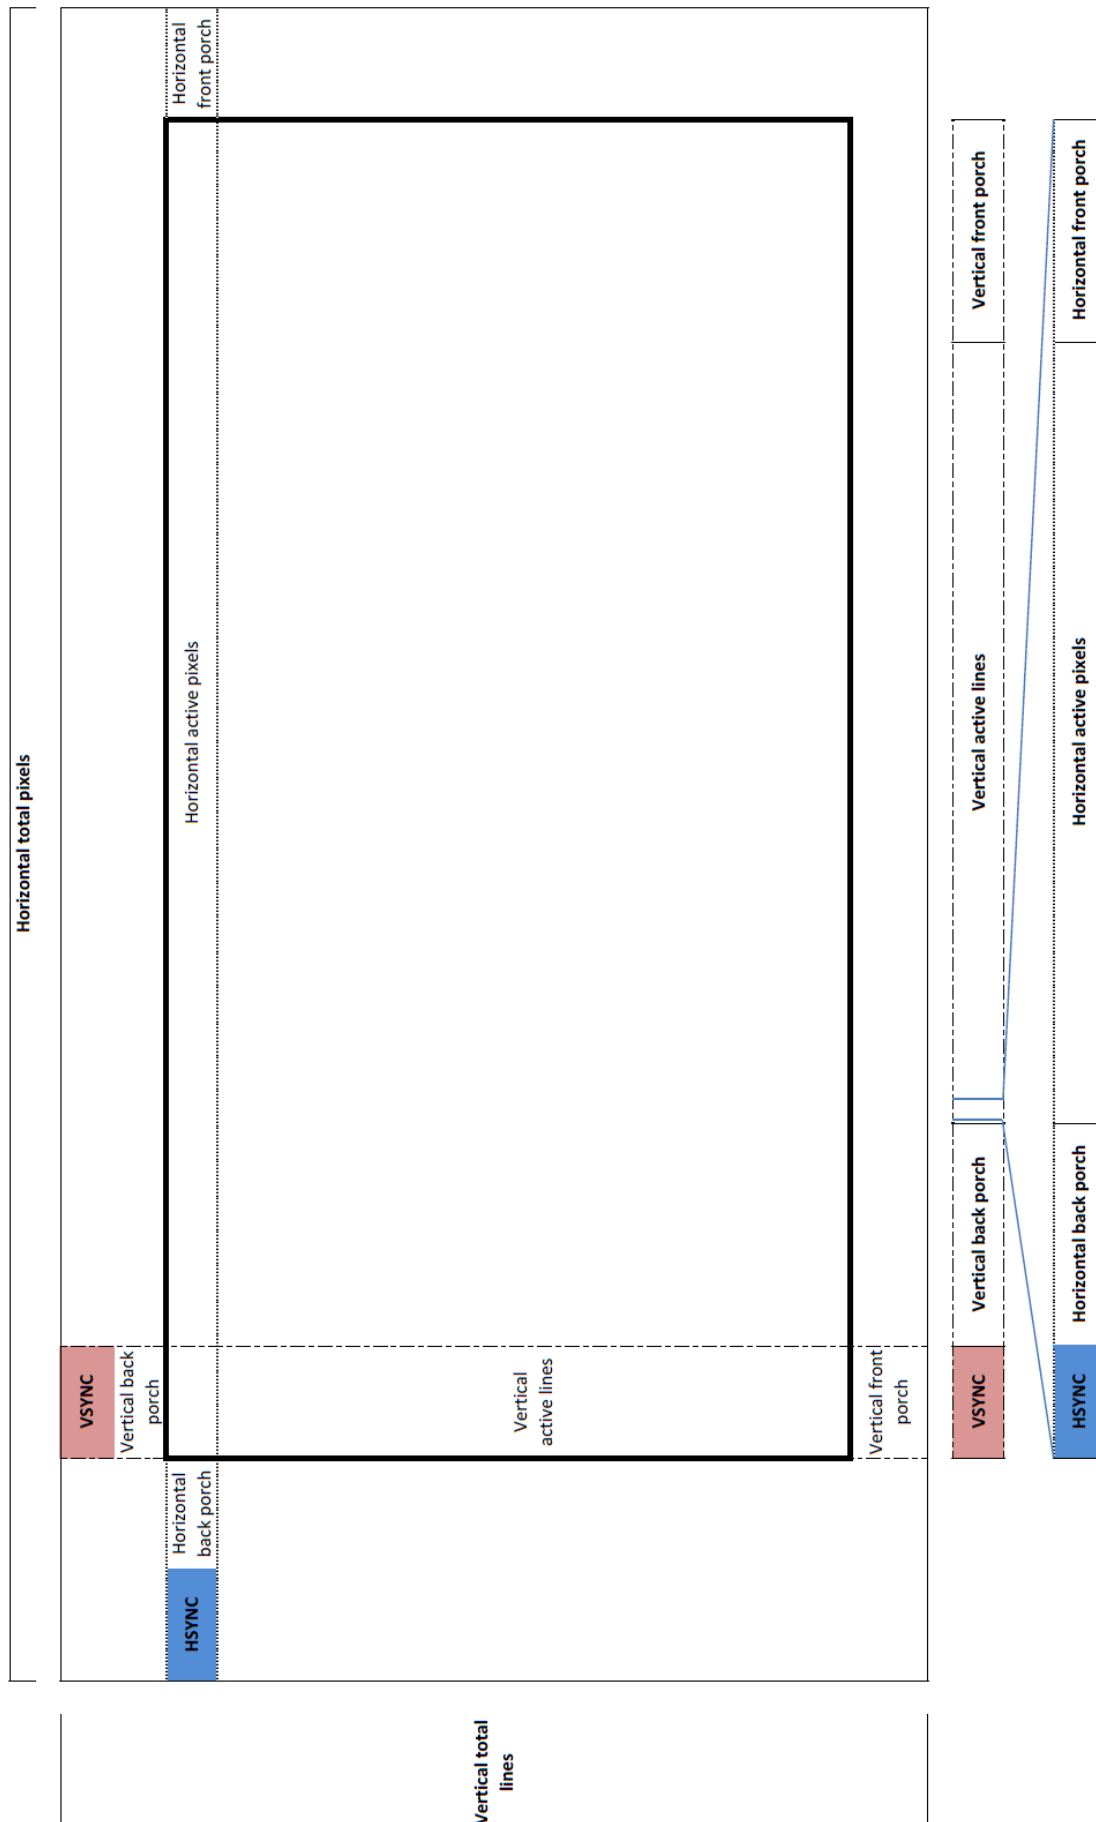 Horizontal total pixels
Vertical total
lines
VSYNC
Vertical back
porch
HSYNC
Horizontal
back porch
Horizontal active pixels
Horizontal
front porch
Vertical
active lines
Vertical front
porch
VSYNC
Vertical back porch
Vertical active lines
Vertical front porch
HSYNC
Horizontal back porch
Horizontal active pixels
Horizontal front porch